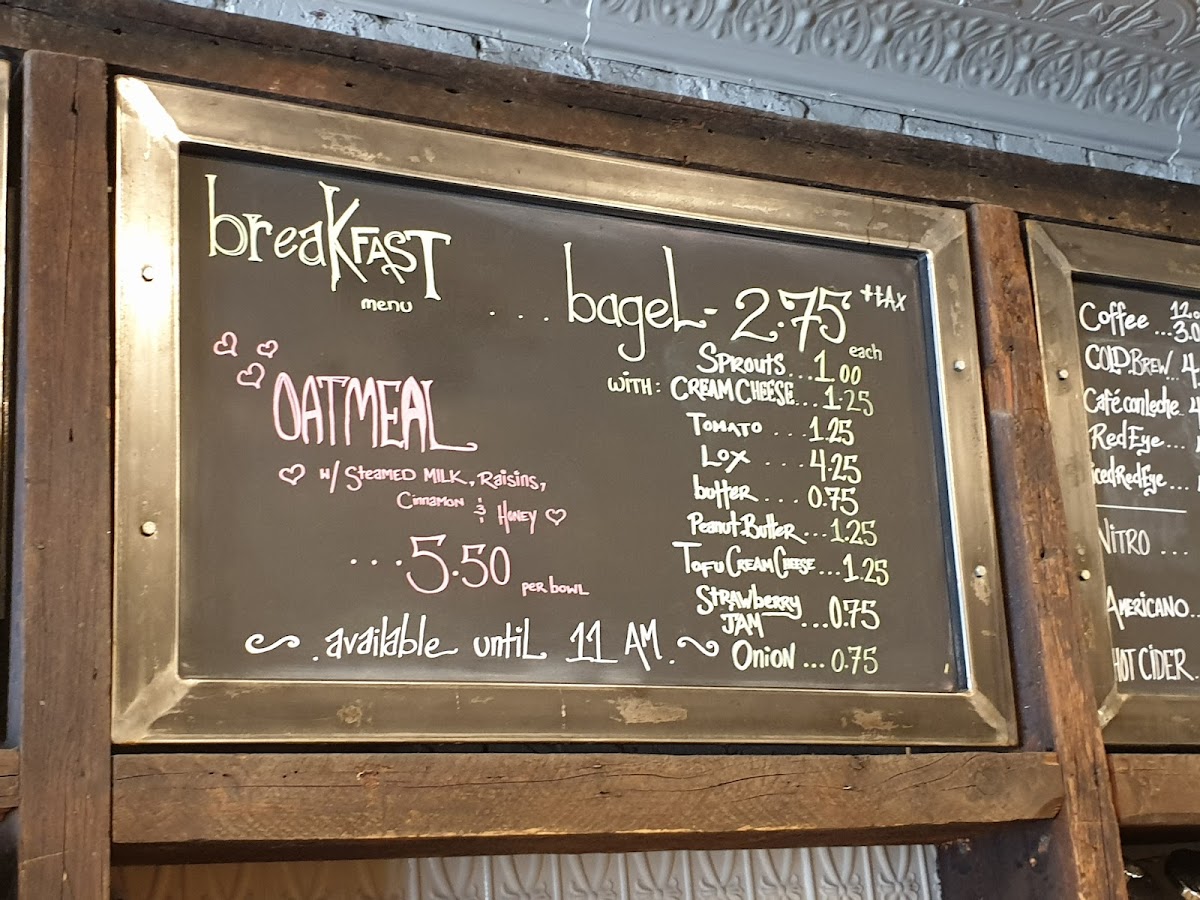 breakfast
menu
OATMEAL
w/ Steamed Milk, Raisins,
Cinnamon & Honey
...5.50 per bowl
. available until 11 AM .
... bagel - 2.75 +tax
each
Sprouts...1.00
with: Cream Cheese...1.25
Tomato ....1.25
Lox ....4.25
butter....0.75
Peanut Butter...1.25
Tofu Cream Cheese...1.25
Strawberry
Jam ...0.75
Onion ...0.75
Coffee ...
Cold Brew...
Café con Leche..
Red Eye...
Red Eye...
Nitro ...
Americano..
Hot Cider..